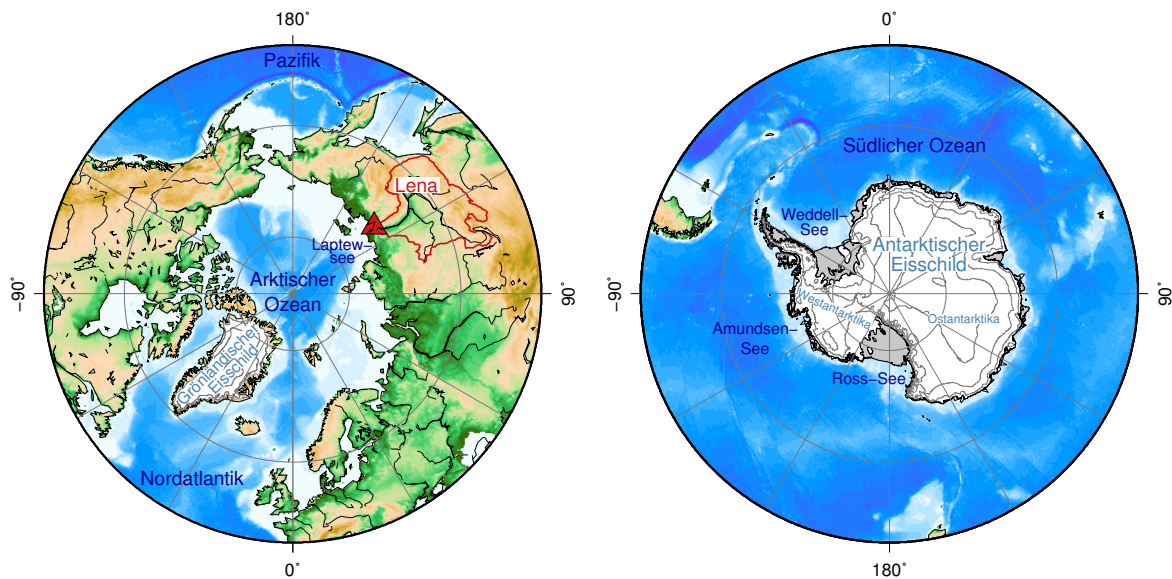 180°
Pazifik
Lena
Laptew-
see
Arktischer
Ozean
-90°
90°
Grönländischer
Eisschild
Nordatlantik
0°
0°
Südlicher Ozean
Weddell-
See
Antarktischer
Eisschild
-90°
90°
Westantarktika
Ostantarktika
Amundsen-
See
Ross-See
180°